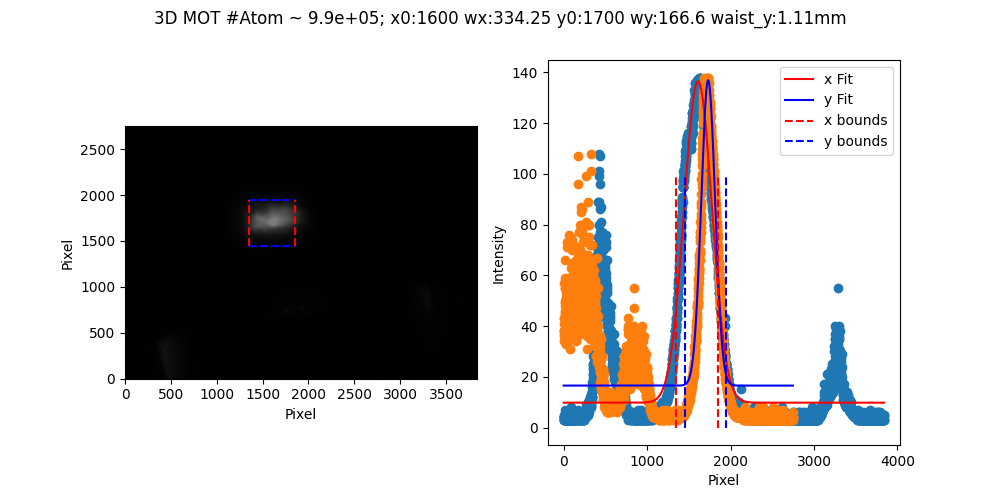 3D MOT #Atom ~ 9.9e+05; x0:1600 wx:334.25 y0:1700 wy:166.6 waist_y:1.11mm
2500
2000
1500
1000
500
0
0 500 1000 1500 2000 2500 3000 3500
Pixel
Pixel
140
120
100
80
60
40
20
0
0 1000 2000 3000 4000
Pixel
Intensity
x Fit
y Fit
x bounds
y bounds